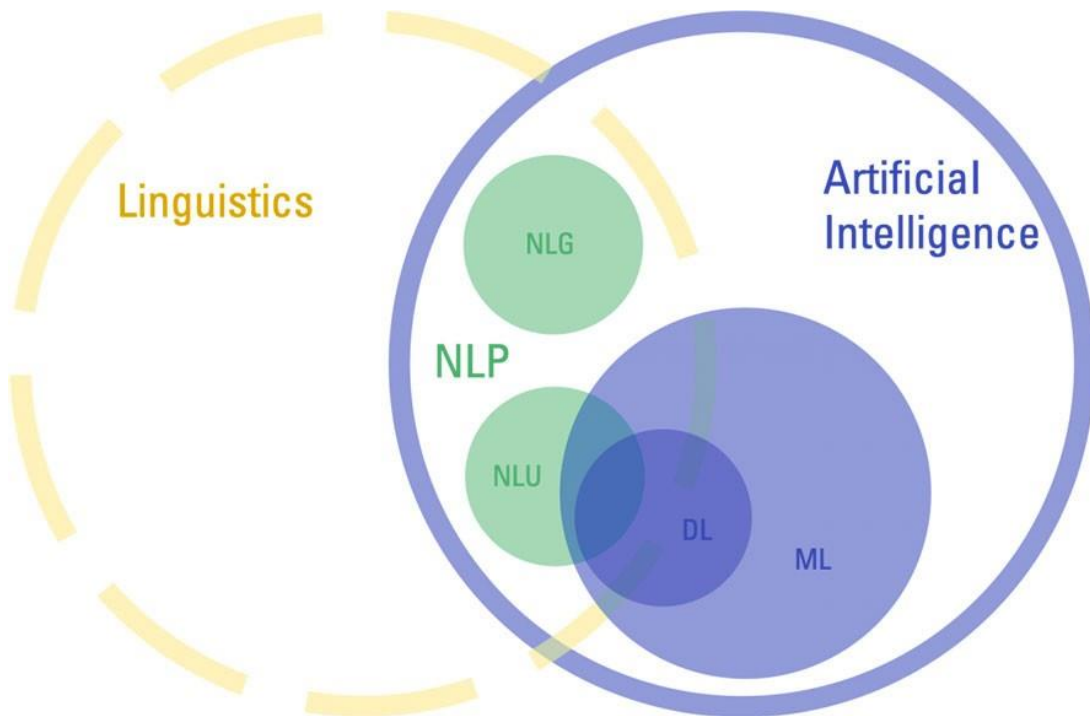 Linguistics
Artificial
Intelligence
NLG
NLP
NLU
DL
ML